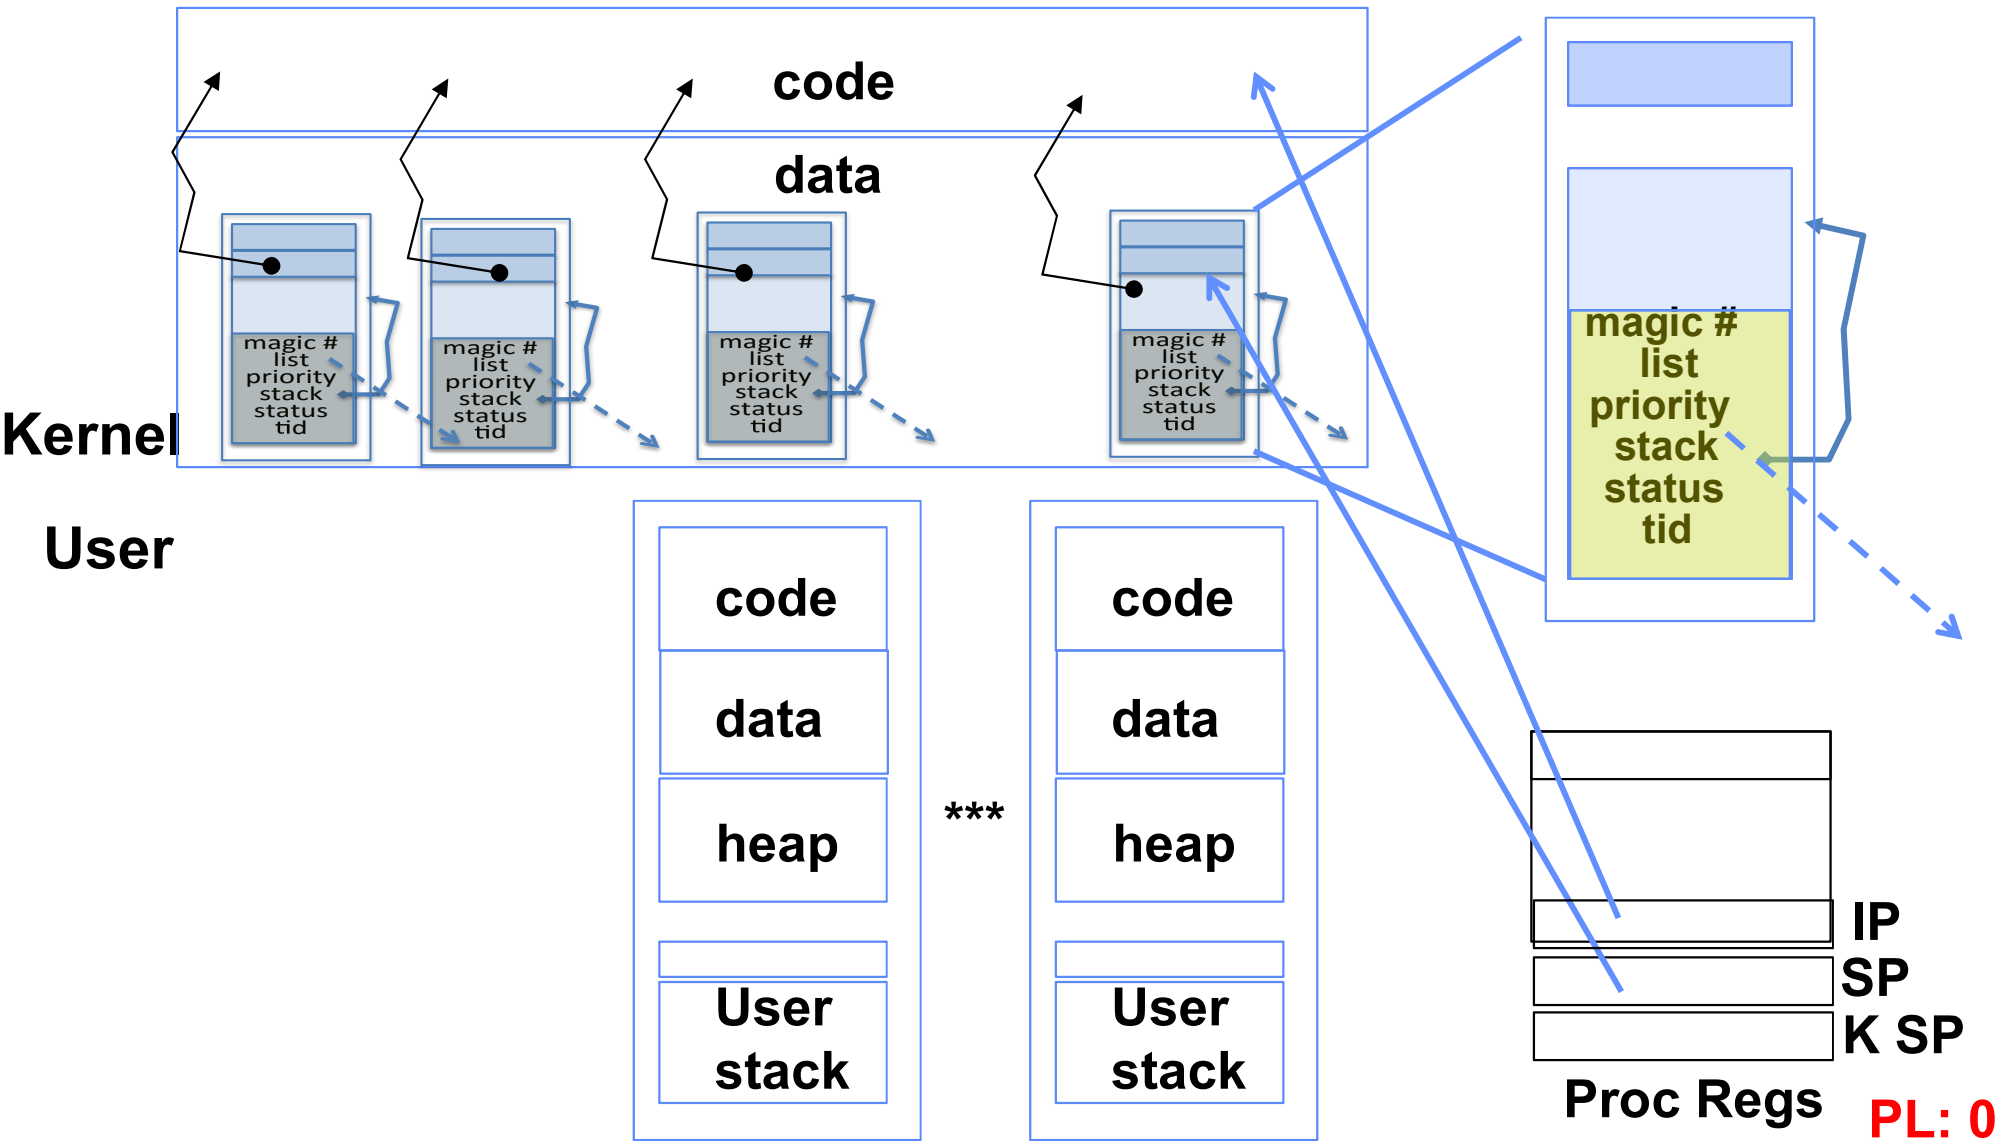 code
data
magic #
list
priority
stack
status
tid
magic #
list
priority
stack
status
tid
magic #
list
priority
stack
status
tid
magic #
list
priority
stack
status
tid
magic #
list
priority
stack
status
tid
Kernel
User
code
data
heap
User
stack
***
code
data
heap
User
stack
IP
SP
K SP
Proc Regs
PL: 0